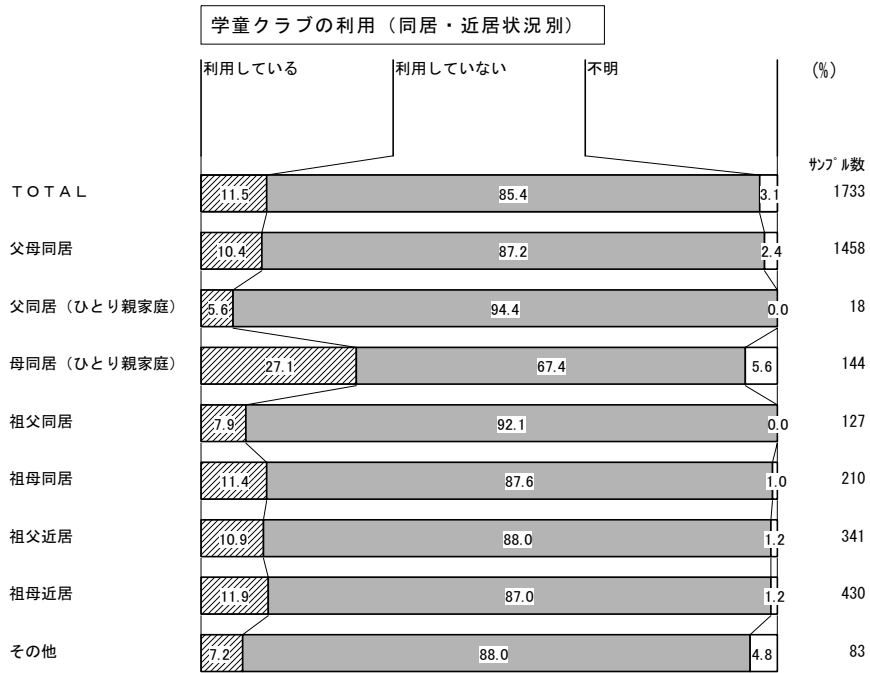 学童クラブの利用（同居・近居状況別）
利用している 利用していない 不明 (%)
ｻﾝﾌﾟﾙ数
ＴＯＴＡＬ 11.5 85.4 3.1 1733
父母同居 10.4 87.2 2.4 1458
父同居（ひとり親家庭） 5.6 94.4 0.0 18
母同居（ひとり親家庭） 27.1 67.4 5.6 144
祖父同居 7.9 92.1 0.0 127
祖母同居 11.4 87.6 1.0 210
祖父近居 10.9 88.0 1.2 341
祖母近居 11.9 87.0 1.2 430
その他 7.2 88.0 4.8 83